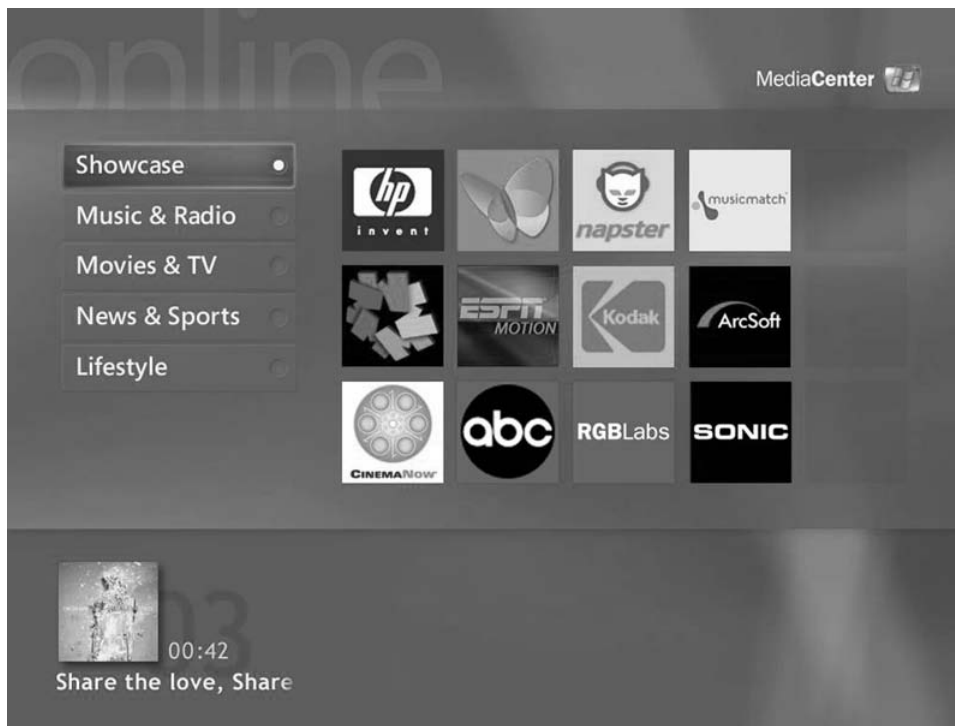 online
MediaCenter
Showcase
Music & Radio
Movies & TV
News & Sports
Lifestyle
hp
invent
napster
musicmatch
ESPN
MOTION
Kodak
ArcSoft
CINEMANOW
abc
RGBLabs
SONIC
03
00:42
Share the love, Share